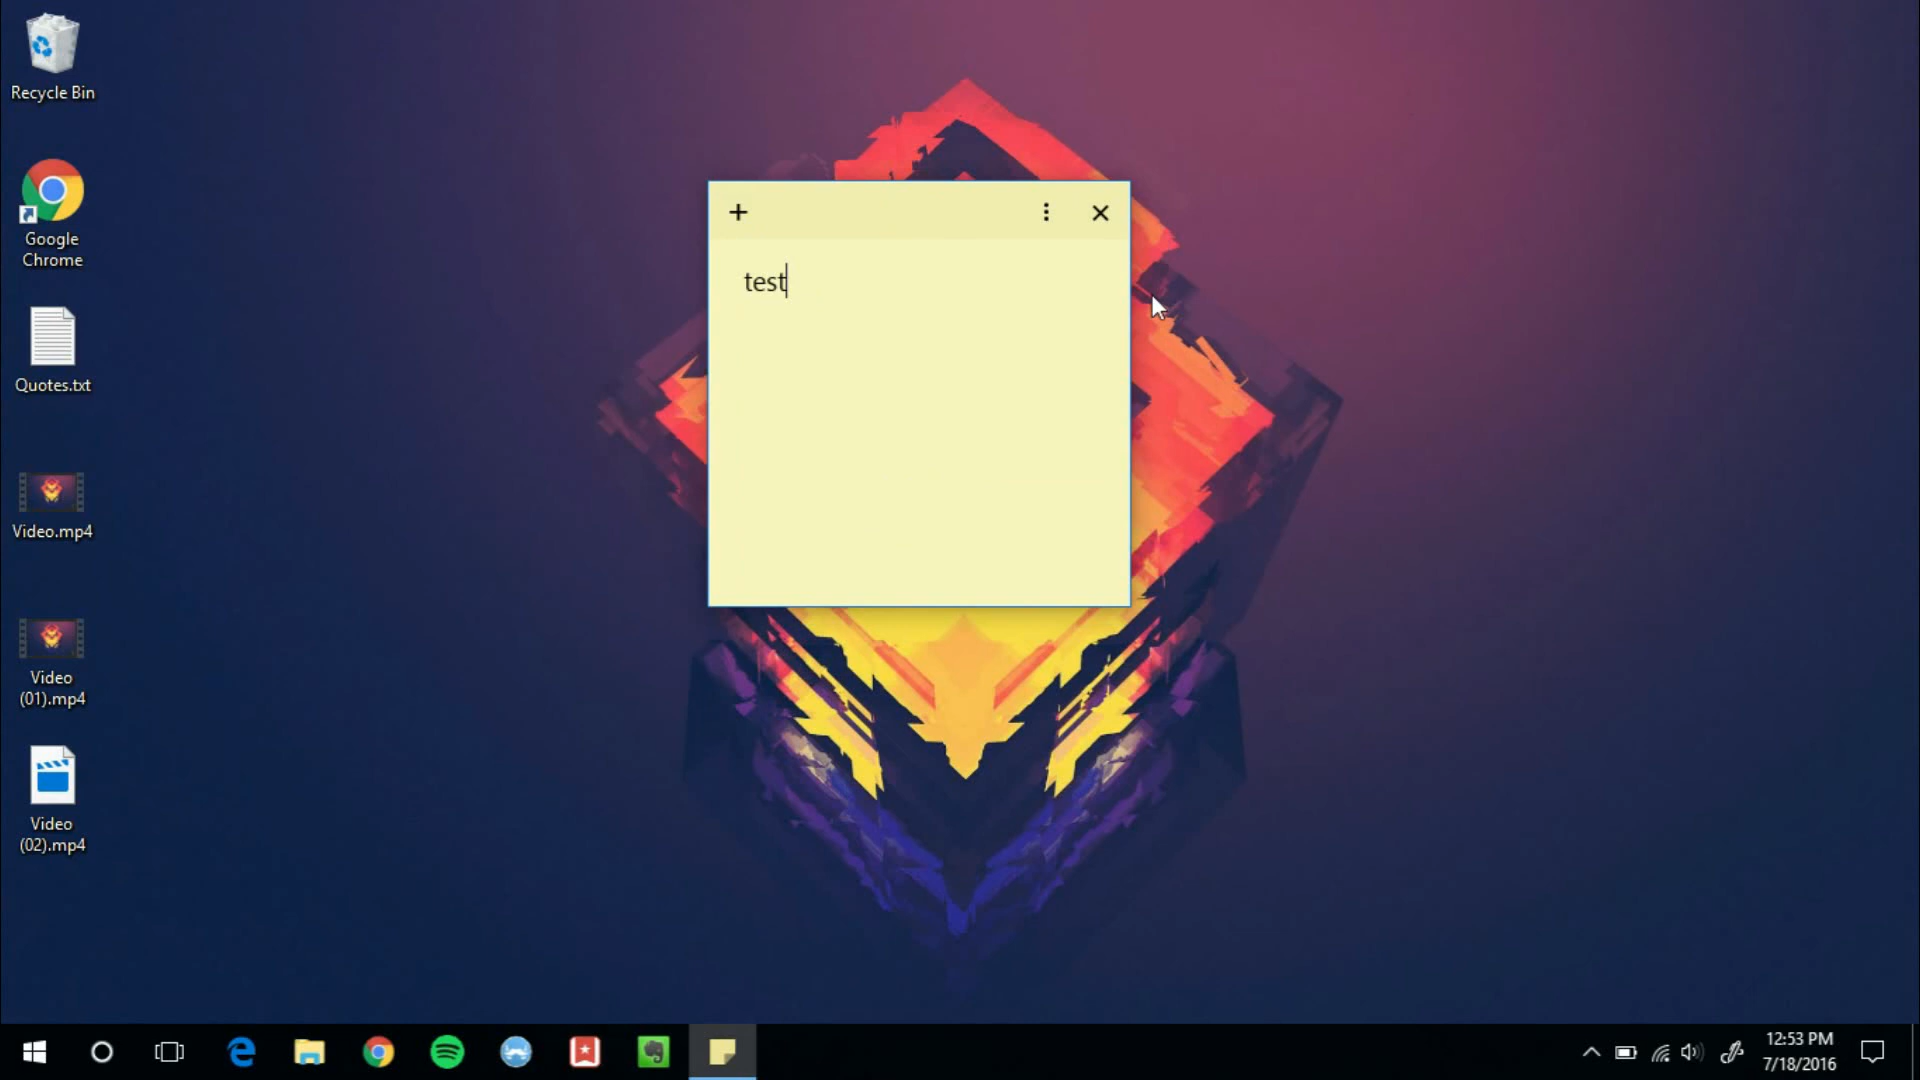 Recycle Bin
Google
Chrome
Quotes.txt
Video.mp4
Video
(01).mp4
Video
(02).mp4
test
12:53 PM
7/18/2016